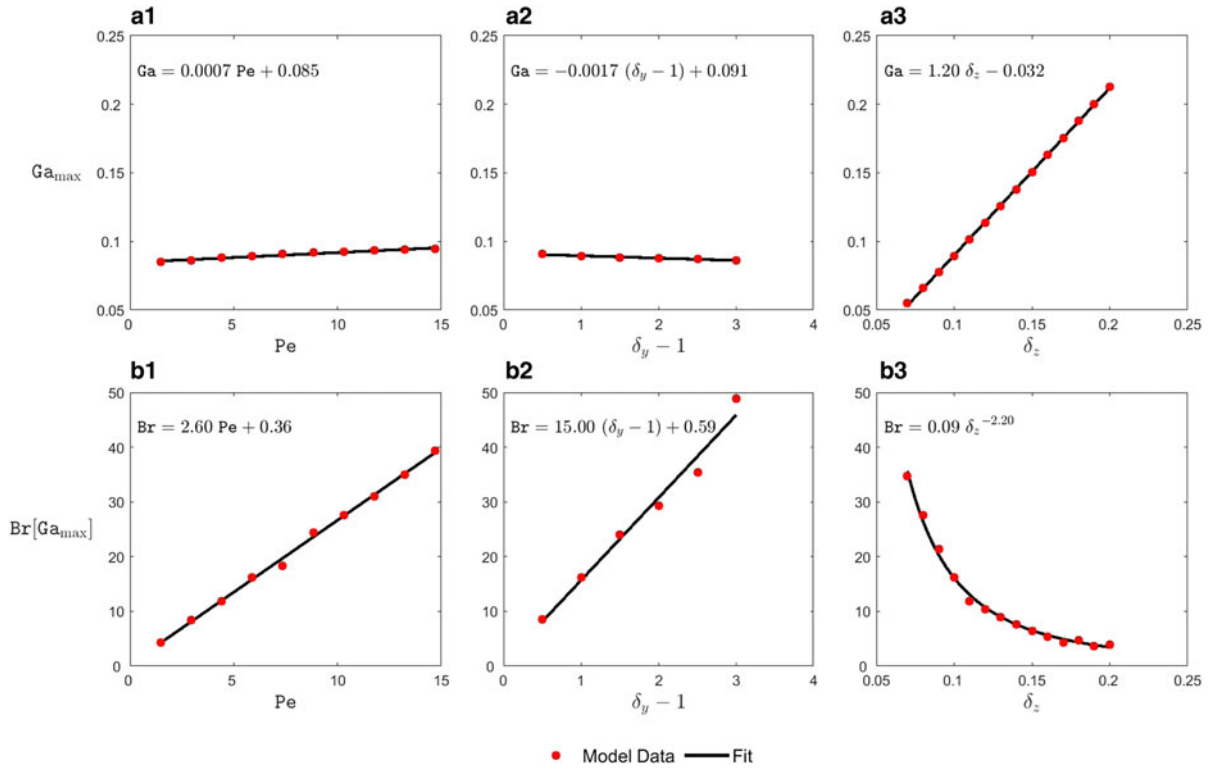 a1
a2
a3
Ga_max
0.25
0.2
0.15
0.1
0.05
Ga = 0.0007 Pe + 0.085
0
5
10
15
Pe
0.25
0.2
0.15
0.1
0.05
Ga = −0.0017 (δ_y − 1) + 0.091
0
1
2
3
4
δ_y − 1
0.25
0.2
0.15
0.1
0.05
Ga = 1.20 δ_z − 0.032
0.05
0.1
0.15
0.2
0.25
δ_z
b1
b2
b3
Br[Ga_max]
50
40
30
20
10
0
Br = 2.60 Pe + 0.36
0
5
10
15
Pe
50
40
30
20
10
0
Br = 15.00 (δ_y − 1) + 0.59
0
1
2
3
4
δ_y − 1
50
40
30
20
10
0
Br = 0.09 δ_z^−2.20
0.05
0.1
0.15
0.2
0.25
δ_z
Model Data
Fit